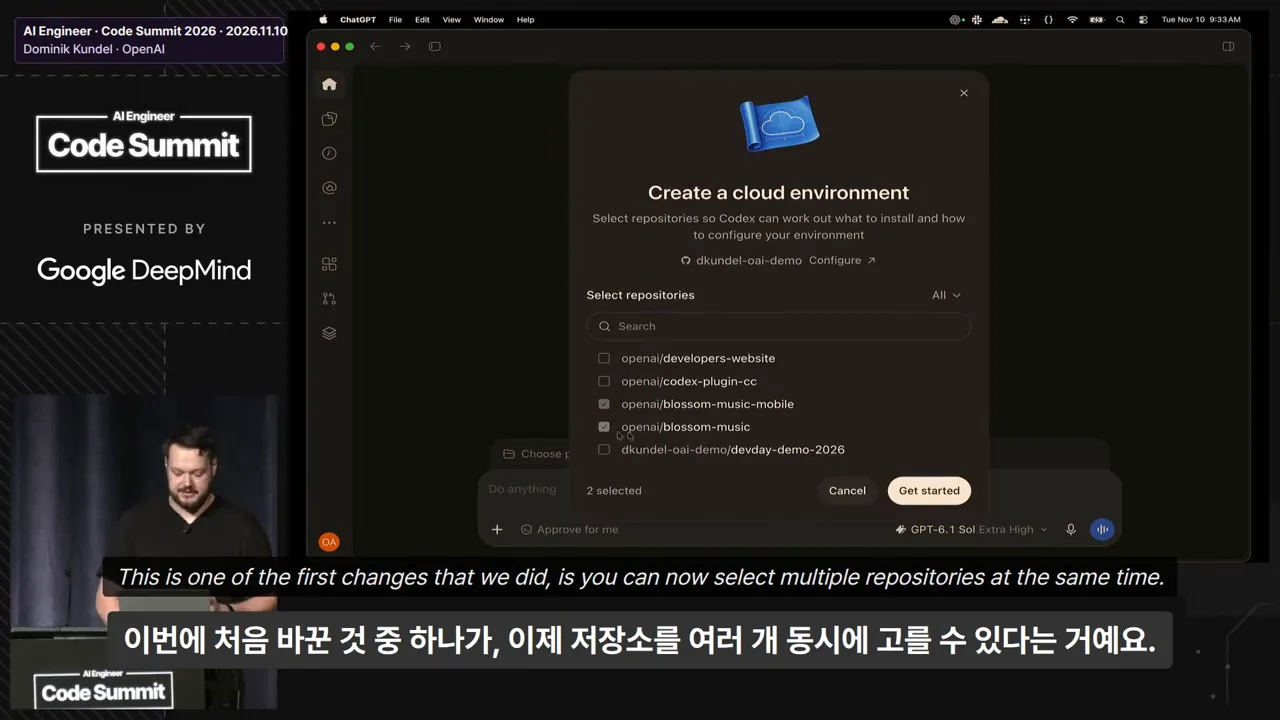 AI Engineer · Code Summit 2026 · 2026.11.10
Dominik Kundel · OpenAI
AI Engineer
Code Summit
PRESENTED BY
Google DeepMind
ChatGPT File Edit View Window Help
Tue Nov 10 9:33 AM
Create a cloud environment
Select repositories so Codex can work out what to install and how
to configure your environment
dkundel-oai-demo Configure ↗
Select repositories
All
Search
openai/developers-website
openai/codex-plugin-cc
openai/blossom-music-mobile
openai/blossom-music
dkundel-oai-demo/devday-demo-2026
2 selected
Cancel
Get started
Choose p
Do anything
Approve for me
GPT-6.1 Sol Extra High
OA
This is one of the first changes that we did, is you can now select multiple repositories at the same time.
이번에 처음 바꾼 것 중 하나가, 이제 저장소를 여러 개 동시에 고를 수 있다는 거예요.
AI Engineer
Code Summit